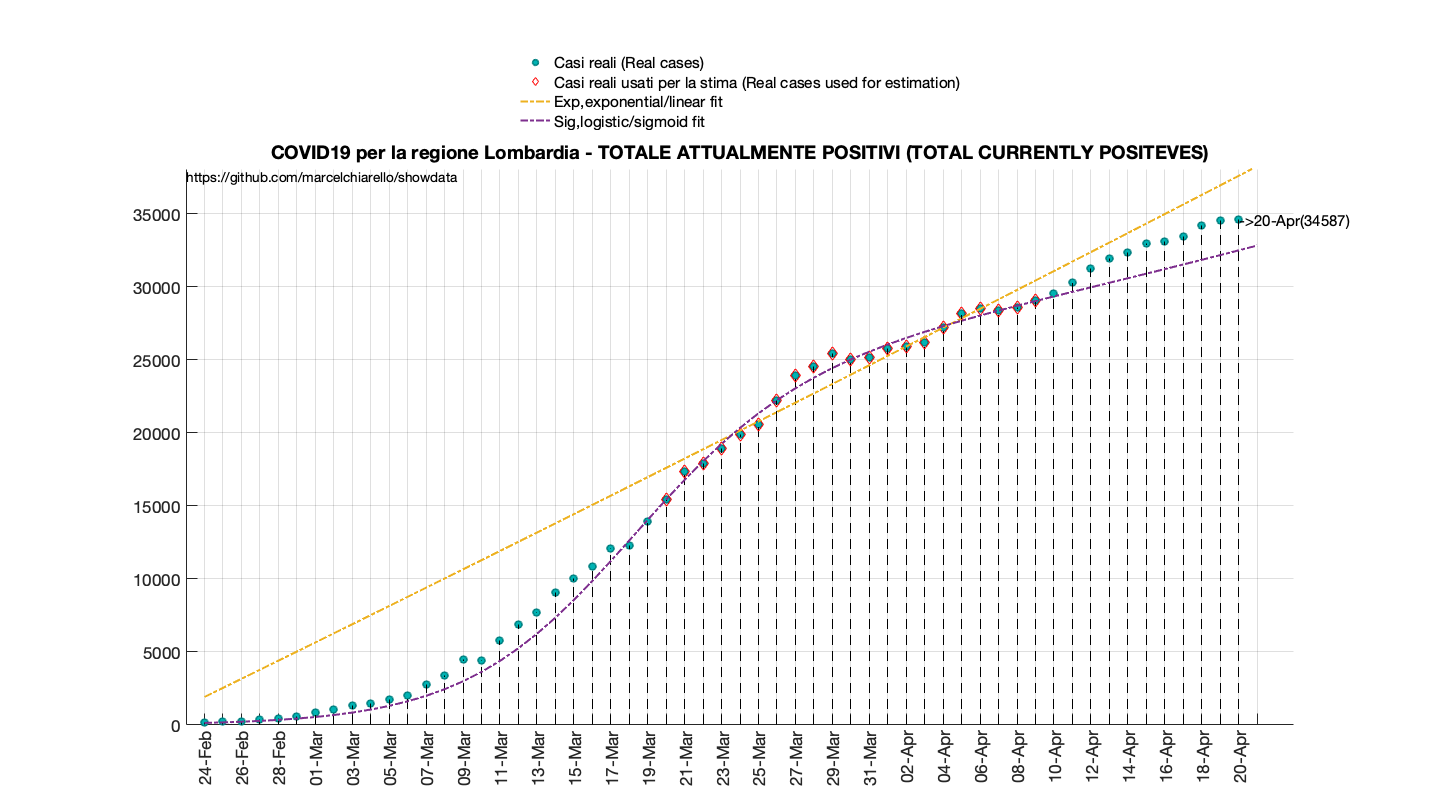 Casi reali (Real cases)
Casi reali usati per la stima (Real cases used for estimation)
Exp,exponential/linear fit
Sig,logistic/sigmoid fit
COVID19 per la regione Lombardia - TOTALE ATTUALMENTE POSITIVI (TOTAL CURRENTLY POSITEVES)
https://github.com/marcelchiarello/showdata
35000
>20-Apr(34587)
30000
25000
20000
15000
10000
5000
0
24-Feb
26-Feb
28-Feb
01-Mar
03-Mar
05-Mar
07-Mar
09-Mar
11-Mar
13-Mar
15-Mar
17-Mar
19-Mar
21-Mar
23-Mar
25-Mar
27-Mar
29-Mar
31-Mar
02-Apr
04-Apr
06-Apr
08-Apr
10-Apr
12-Apr
14-Apr
16-Apr
18-Apr
20-Apr